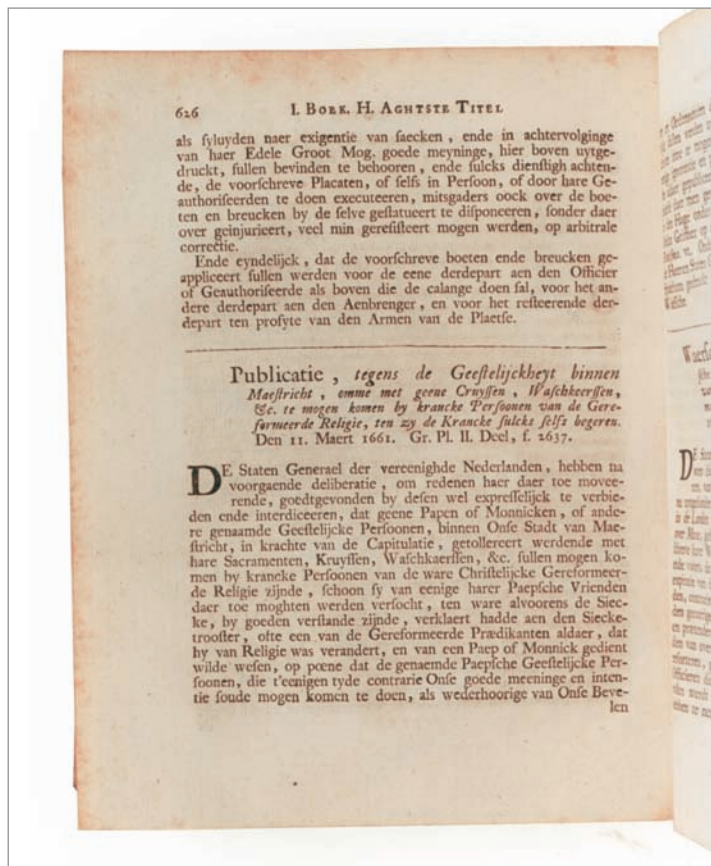 626 I. BOEK. H. AGHTSTE TITEL
als ſyluyden naer exigentie van ſaecken, ende in achtervolginge
van haer Edele Groot Mog. goede meyninge, hier boven uytge-
druckt, ſullen bevinden te behooren, ende ſulcks dienſtigh achten-
de, de voorſchreve Placaten, of ſelfs in Perſoon, of door hare Ge-
authoriſeerden te doen executeeren, mitsgaders oock over de boe-
ten en breucken by de ſelve geſtatueert te diſponeeren, ſonder daer
over geinjurieert, veel min gereſiſteert mogen werden, op arbitrale
correctie.
Ende eyndelijck, dat de voorſchreve boeten ende breucken ge-
appliceert ſullen werden voor de eene derdepart aen den Officier
of Geauthoriſeerde als boven die de calange doen ſal, voor het an-
dere derdepart aen den Aenbrenger, en voor het reſteerende der-
depart ten profyte van den Armen van de Plaetſe.
Publicatie, tegens de Geeſtelijckheyt binnen
Maeſtricht, omme met geene Cruyſſen, Waſchkeerſſen,
&c. te mogen komen by krancke Perſoonen van de Gere-
formeerde Religie, ten zy de Krancke ſulcks ſelfs begeren.
Den 11. Maert 1661. Gr. Pl. II. Deel, f. 2637.
DE Staten Generael der vereenighde Nederlanden, hebben na
voorgaende deliberatie, om redenen haer daer toe movee-
rende, goedtgevonden by deſen wel expreſſelijck te verbie-
den ende interdiceeren, dat geene Papen of Monnicken, of ande-
re genaamde Geeſtelijcke Perſoonen, binnen Onſe Stadt van Mae-
ſtricht, in krachte van de Capitulatie, getollereert werdende met
hare Sacramenten, Kruyſſen, Waſchkaerſſen, &c. ſullen mogen ko-
men by krancke Perſoonen van de ware Chriſtelijcke Gereformeer-
de Religie zijnde, ſchoon ſy van eenige harer Paepſche Vrienden
daer toe moghten werden verſocht, ten ware alvoorens de Siec-
ke, by goeden verſtande zijnde, verklaert hadde aen den Siecke-
trooſter, ofte een van de Gereformeerde Prædikanten aldaer, dat
hy van Religie was verandert, en van een Paep of Monnick gedient
wilde weſen, op pœne dat de genaemde Paepſche Geeſtelijcke Per-
ſoonen, die t'eenigen tyde contrarie Onſe goede meeninge en inten-
tie ſoude mogen komen te doen, als wederhoorige van Onſe Beve-
len